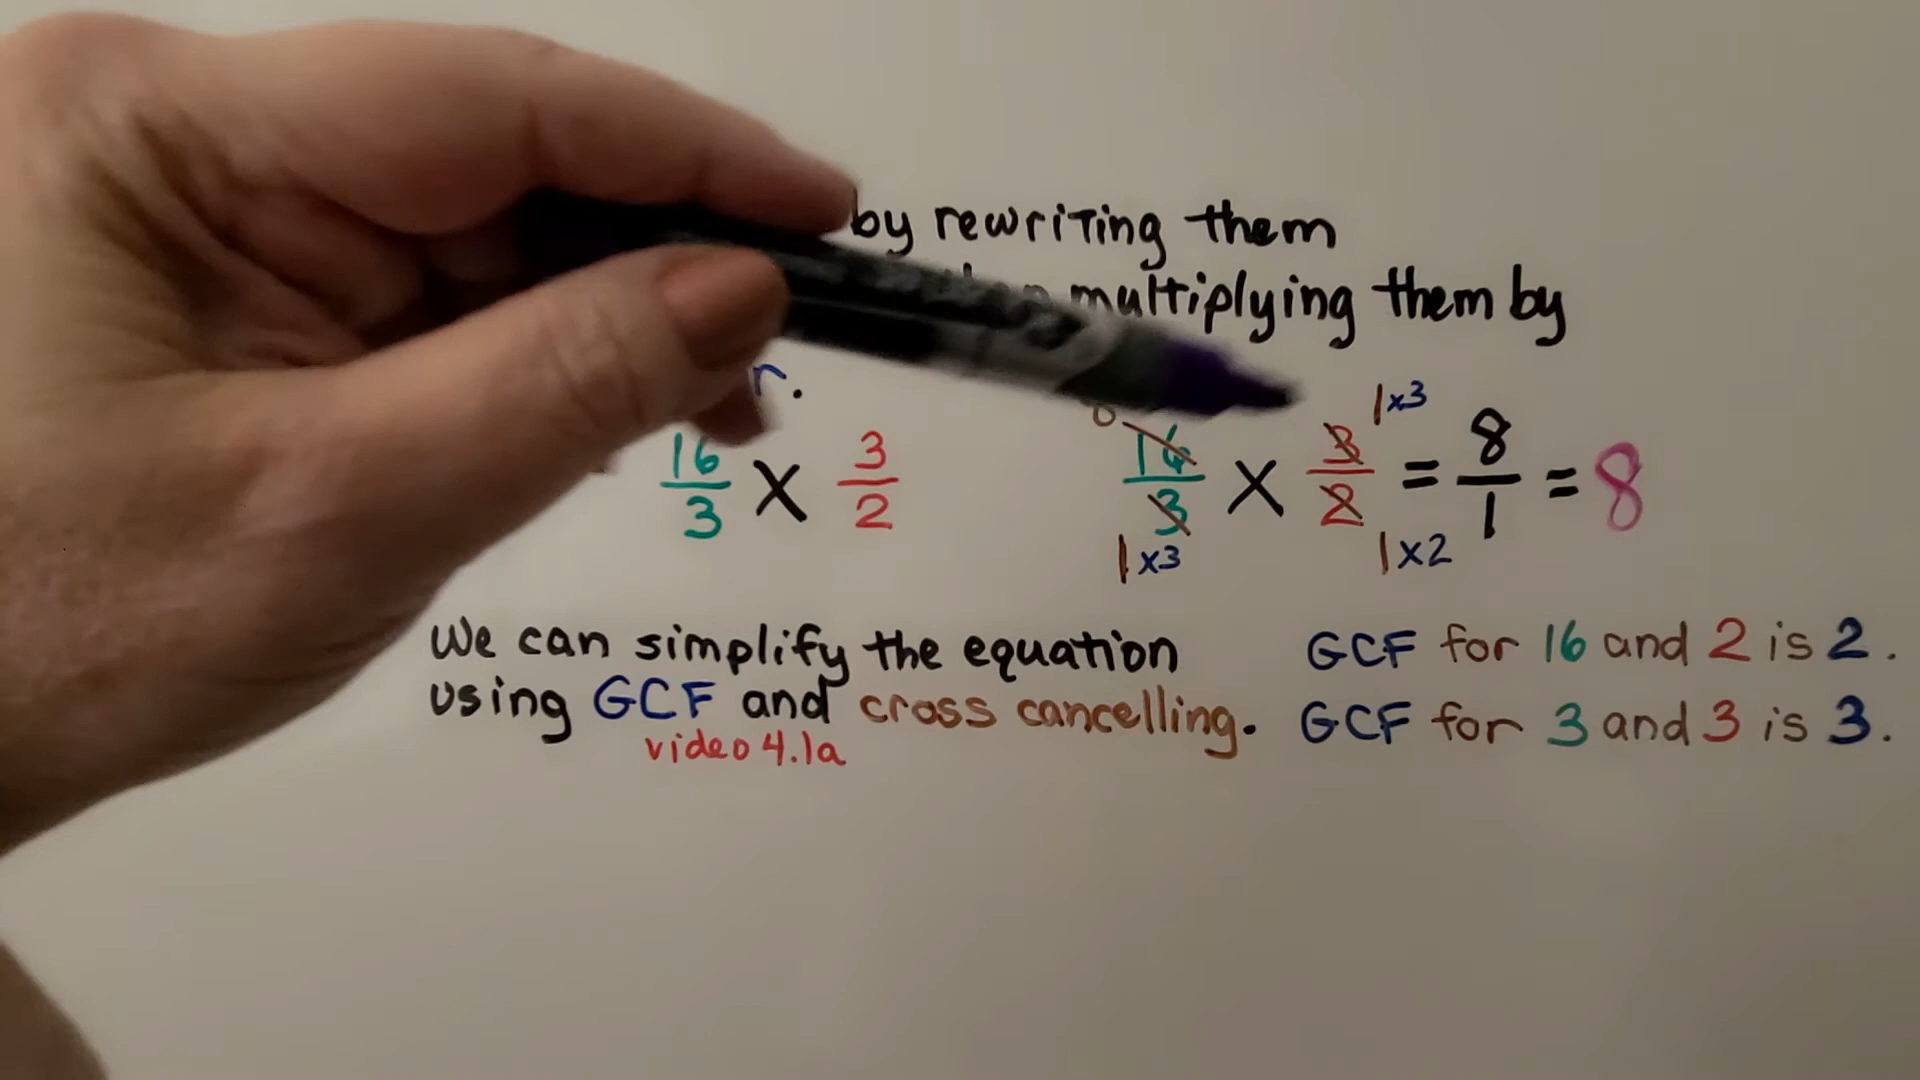 by rewriting them
multiplying them by
r.
16/3 X 3/2
16/3 X 3/2 = 8/1 = 8
1x3
1x3
1x2
We can simplify the equation
using GCF and cross cancelling.
video 4.1a
GCF for 16 and 2 is 2.
GCF for 3 and 3 is 3.